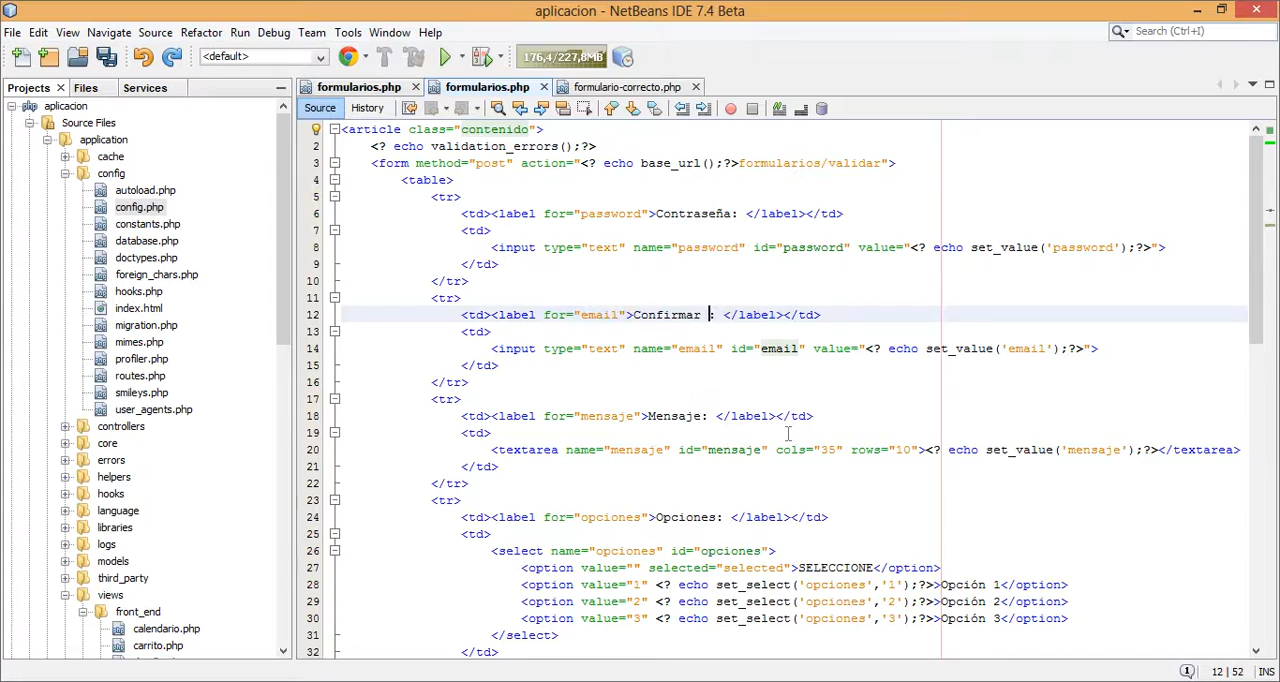 aplicacion - NetBeans IDE 7.4 Beta
File Edit View Navigate Source Refactor Run Debug Team Tools Window Help
Search (Ctrl+I)
<default>
176,4/227,8MB
Projects Files Services
formularios.php formularios.php formulario-correcto.php
Source History
aplicacion
Source Files
application
cache
config
autoload.php
config.php
constants.php
database.php
doctypes.php
foreign_chars.php
hooks.php
index.html
migration.php
mimes.php
profiler.php
routes.php
smileys.php
user_agents.php
controllers
core
errors
helpers
hooks
language
libraries
logs
models
third_party
views
front_end
calendario.php
carrito.php
1 <article class="contenido">
2 <? echo validation_errors();?>
3 <form method="post" action="<? echo base_url();?>formularios/validar">
4 <table>
5 <tr>
6 <td><label for="password">Contraseña: </label></td>
7 <td>
8 <input type="text" name="password" id="password" value="<? echo set_value('password');?>">
9 </td>
10 </tr>
11 <tr>
12 <td><label for="email">Confirmar : </label></td>
13 <td>
14 <input type="text" name="email" id="email" value="<? echo set_value('email');?>">
15 </td>
16 </tr>
17 <tr>
18 <td><label for="mensaje">Mensaje: </label></td>
19 <td>
20 <textarea name="mensaje" id="mensaje" cols="35" rows="10"><? echo set_value('mensaje');?></textarea>
21 </td>
22 </tr>
23 <tr>
24 <td><label for="opciones">Opciones: </label></td>
25 <td>
26 <select name="opciones" id="opciones">
27 <option value="" selected="selected">SELECCIONE</option>
28 <option value="1" <? echo set_select('opciones','1');?>>Opción 1</option>
29 <option value="2" <? echo set_select('opciones','2');?>>Opción 2</option>
30 <option value="3" <? echo set_select('opciones','3');?>>Opción 3</option>
31 </select>
32 </td>
12 | 52 INS